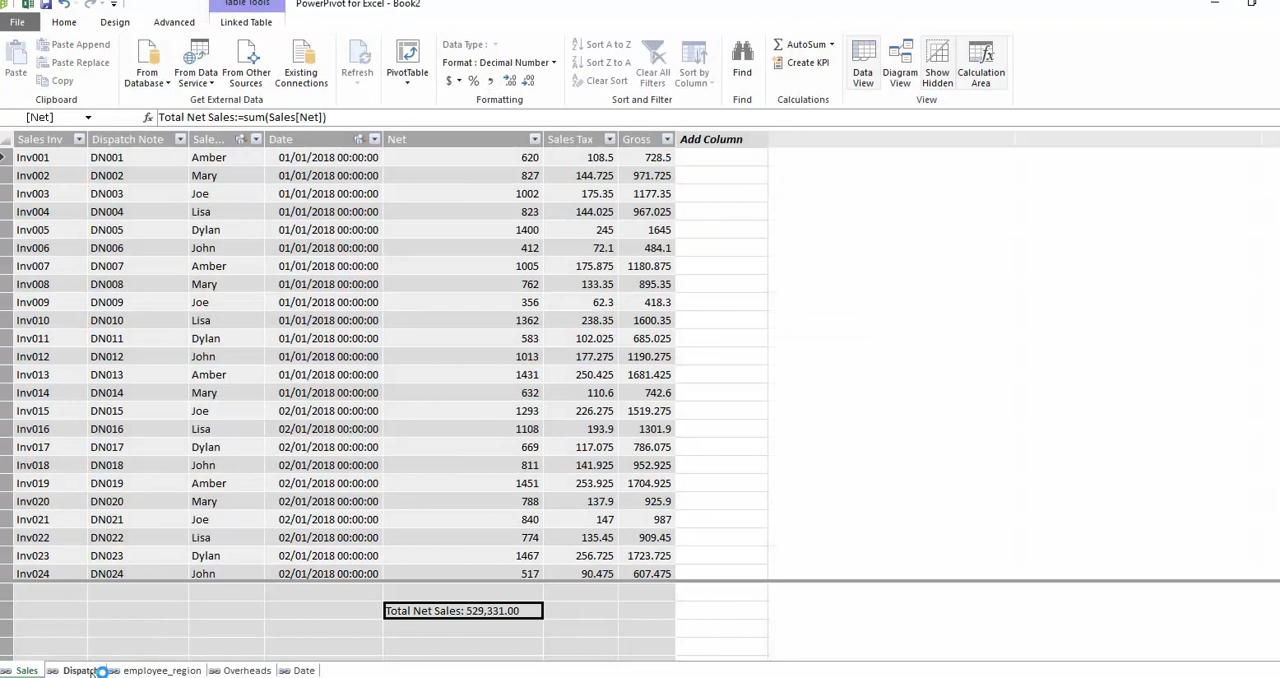 Table Tools PowerPivot for Excel - Book2
File Home Design Advanced Linked Table
Paste Paste Append Paste Replace Copy
From Database From Data Service From Other Sources Existing Connections Refresh PivotTable
Data Type : Format : Decimal Number $ % , .00 .00
Sort A to Z Sort Z to A Clear Sort Clear All Filters Sort by Column Find
AutoSum Create KPI Data View Diagram View Show Hidden Calculation Area
Clipboard Get External Data Formatting Sort and Filter Find Calculations View
[Net] fx Total Net Sales:=sum(Sales[Net])
Sales Inv Dispatch Note Sale... Date Net Sales Tax Gross Add Column
Inv001 DN001 Amber 01/01/2018 00:00:00 620 108.5 728.5
Inv002 DN002 Mary 01/01/2018 00:00:00 827 144.725 971.725
Inv003 DN003 Joe 01/01/2018 00:00:00 1002 175.35 1177.35
Inv004 DN004 Lisa 01/01/2018 00:00:00 823 144.025 967.025
Inv005 DN005 Dylan 01/01/2018 00:00:00 1400 245 1645
Inv006 DN006 John 01/01/2018 00:00:00 412 72.1 484.1
Inv007 DN007 Amber 01/01/2018 00:00:00 1005 175.875 1180.875
Inv008 DN008 Mary 01/01/2018 00:00:00 762 133.35 895.35
Inv009 DN009 Joe 01/01/2018 00:00:00 356 62.3 418.3
Inv010 DN010 Lisa 01/01/2018 00:00:00 1362 238.35 1600.35
Inv011 DN011 Dylan 01/01/2018 00:00:00 583 102.025 685.025
Inv012 DN012 John 01/01/2018 00:00:00 1013 177.275 1190.275
Inv013 DN013 Amber 01/01/2018 00:00:00 1431 250.425 1681.425
Inv014 DN014 Mary 01/01/2018 00:00:00 632 110.6 742.6
Inv015 DN015 Joe 02/01/2018 00:00:00 1293 226.275 1519.275
Inv016 DN016 Lisa 02/01/2018 00:00:00 1108 193.9 1301.9
Inv017 DN017 Dylan 02/01/2018 00:00:00 669 117.075 786.075
Inv018 DN018 John 02/01/2018 00:00:00 811 141.925 952.925
Inv019 DN019 Amber 02/01/2018 00:00:00 1451 253.925 1704.925
Inv020 DN020 Mary 02/01/2018 00:00:00 788 137.9 925.9
Inv021 DN021 Joe 02/01/2018 00:00:00 840 147 987
Inv022 DN022 Lisa 02/01/2018 00:00:00 774 135.45 909.45
Inv023 DN023 Dylan 02/01/2018 00:00:00 1467 256.725 1723.725
Inv024 DN024 John 02/01/2018 00:00:00 517 90.475 607.475
Total Net Sales: 529,331.00
Sales Dispatch employee_region Overheads Date